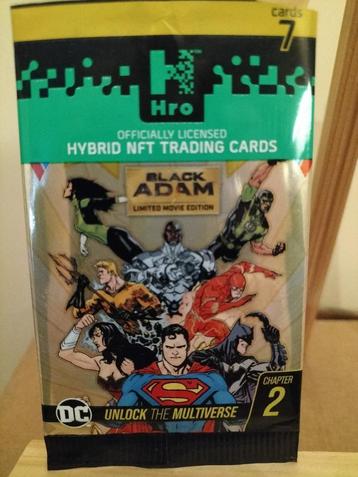 cards
7
H
Hro
OFFICIALLY LICENSED
HYBRID NFT TRADING CARDS
BLACK
ADAM
LIMITED MOVIE EDITION
S
DC
UNLOCK THE MULTIVERSE
CHAPTER
2